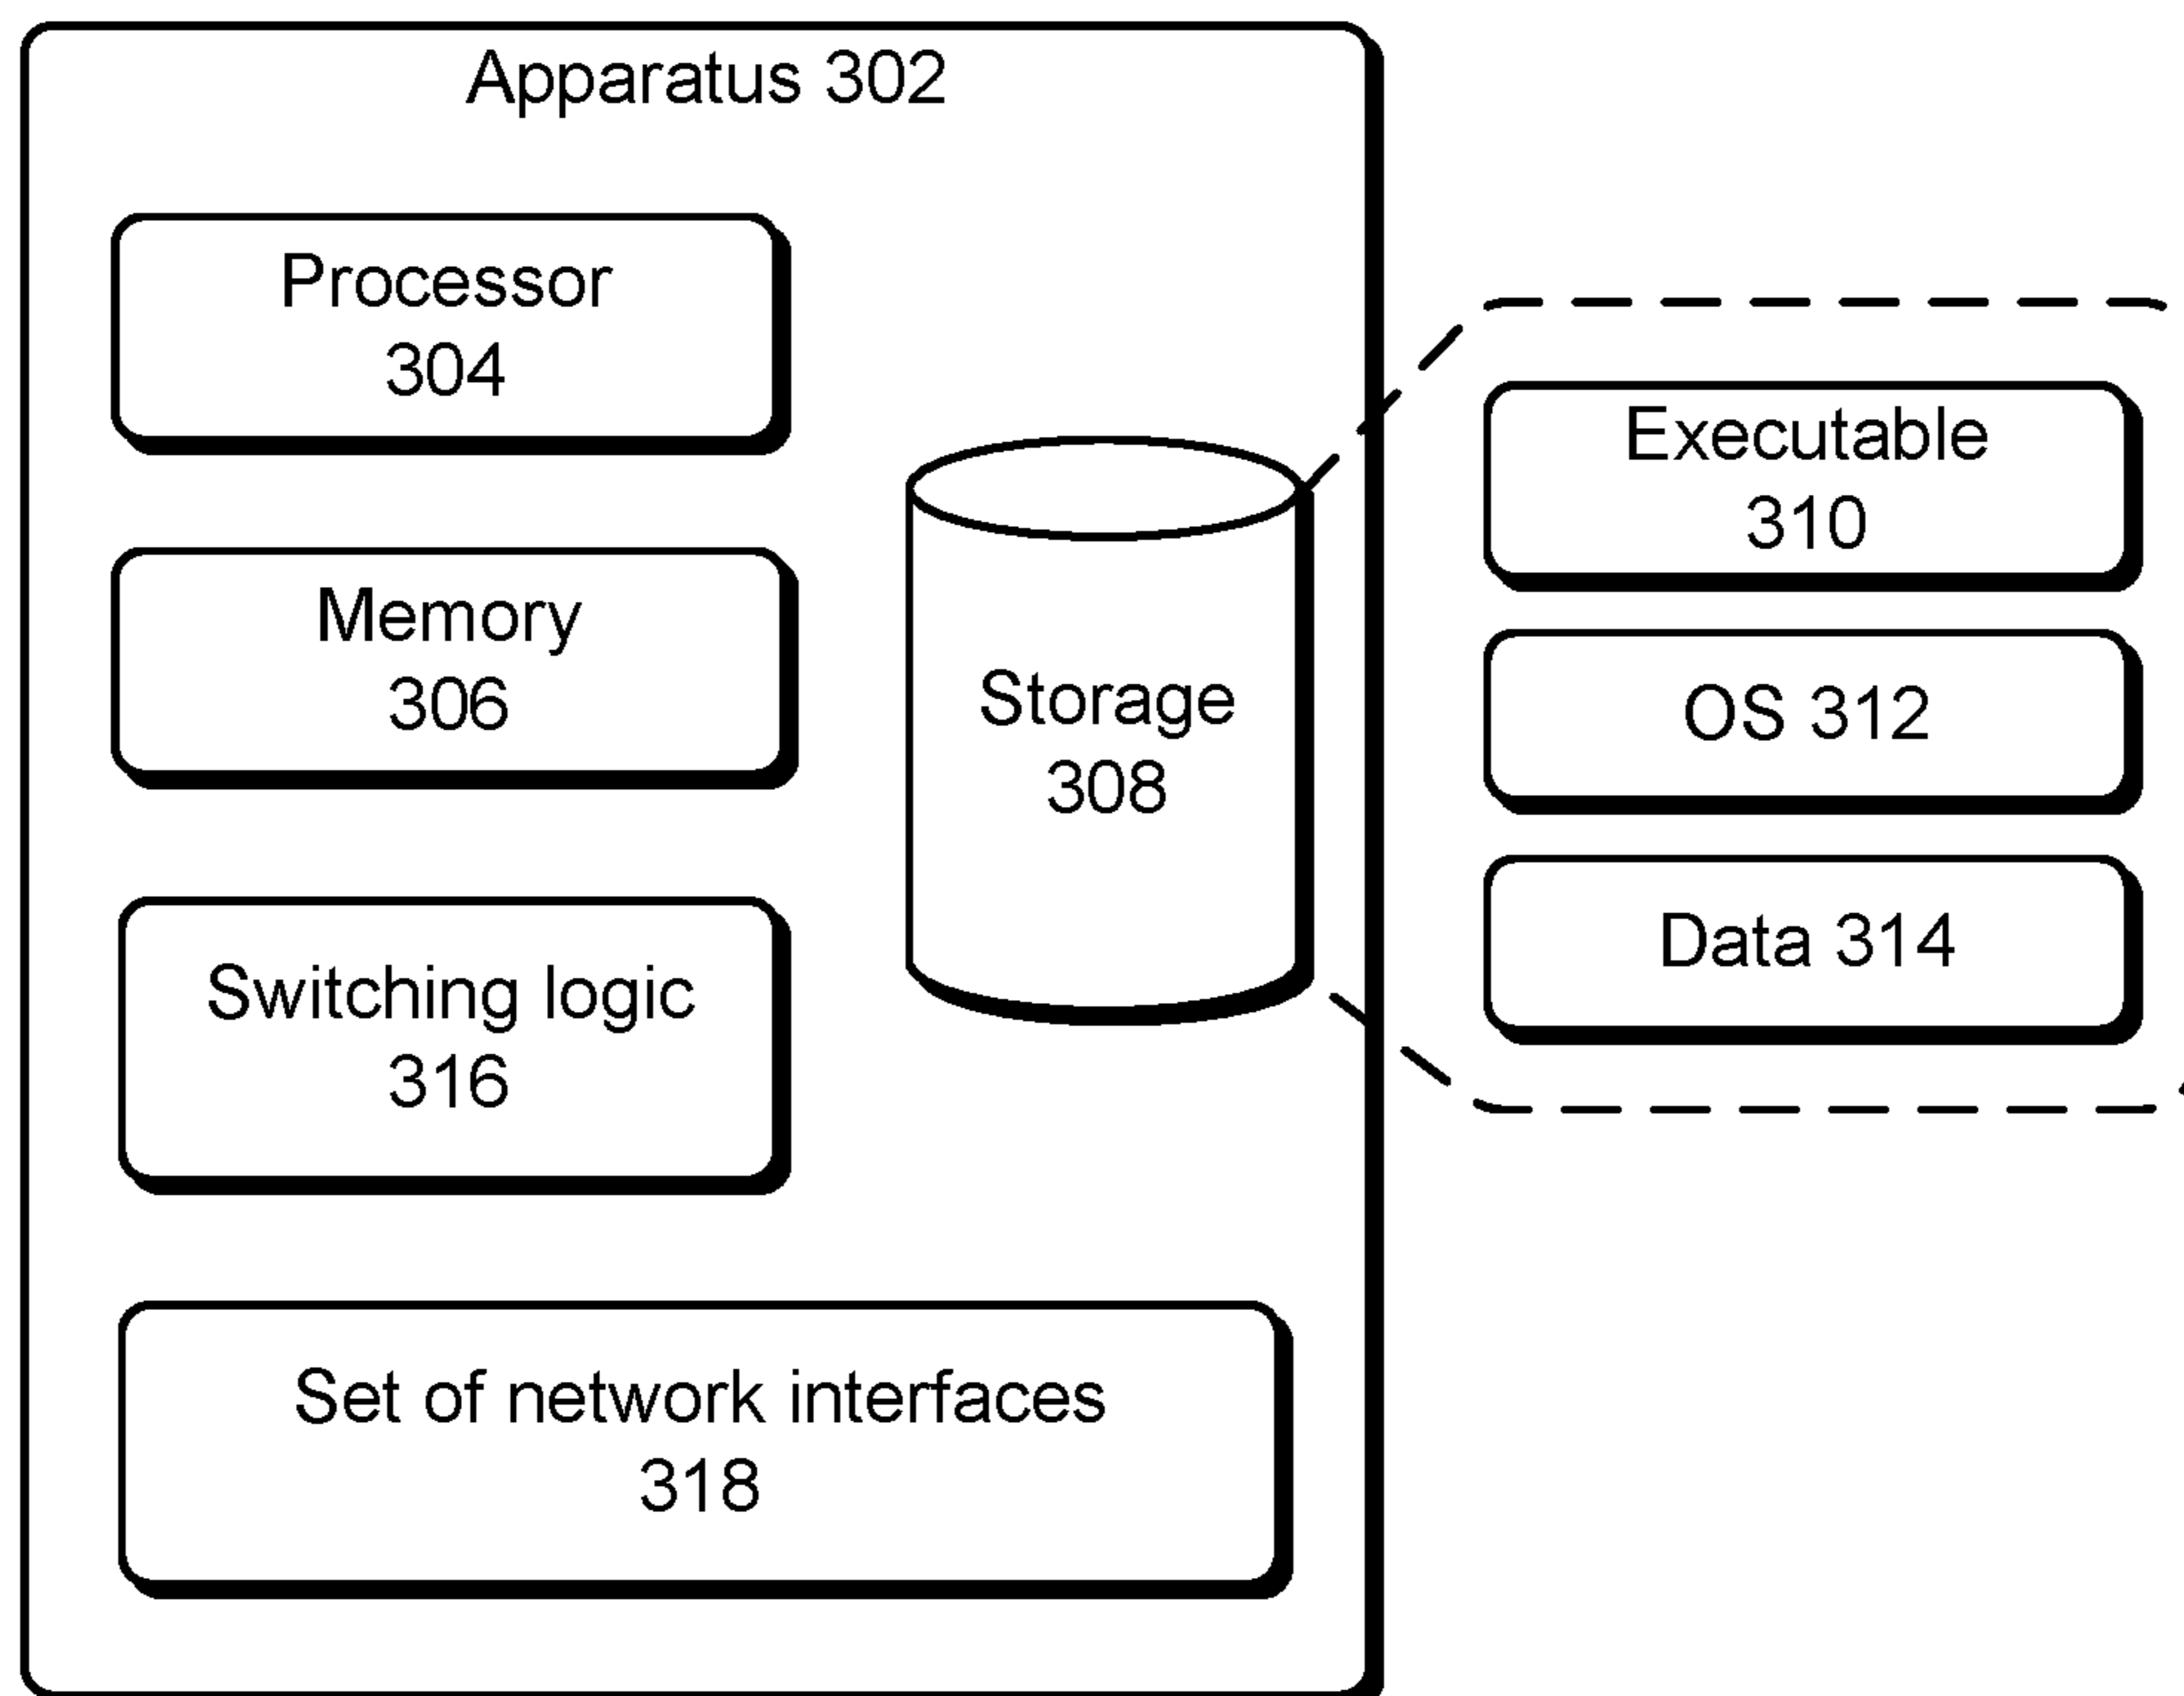 Apparatus 302
Processor
304
Memory
306
Storage
308
Switching logic
316
Set of network interfaces
318
Executable
310
OS 312
Data 314